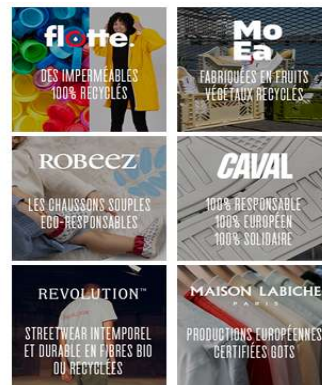 flotte.
DES IMPERMÉABLES
100% RECYCLÉS
Mo
Ea
FABRIQUÉES EN FRUITS
VÉGÉTAUX RECYCLÉS
ROBEEZ
LES CHAUSSONS SOUPLES
ÉCO-RESPONSABLES
CAVAL
100% RESPONSABLE
100% EUROPÉEN
100% SOLIDAIRE
REVOLUTION™
STREETWEAR INTEMPOREL
ET DURABLE EN FIBRES BIO
OU RECYCLÉES
MAISON LABICHE
PARIS
PRODUCTIONS EUROPÉENNES
CERTIFIÉES GOTS